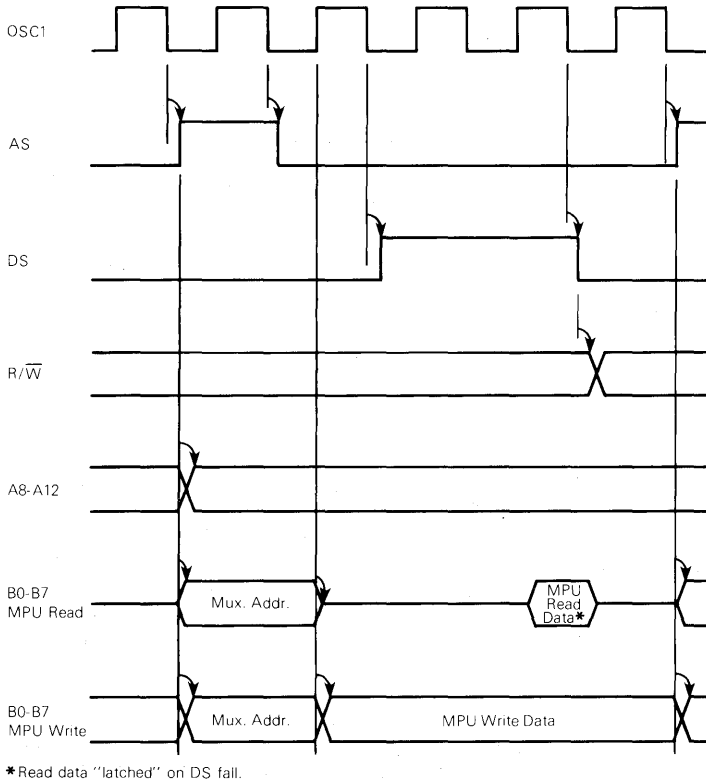 OSC1
AS
DS
R/W̅
A8-A12
B0-B7
MPU Read
Mux. Addr.
MPU
Read
Data*
B0-B7
MPU Write
Mux. Addr.
MPU Write Data
*Read data "latched" on DS fall.